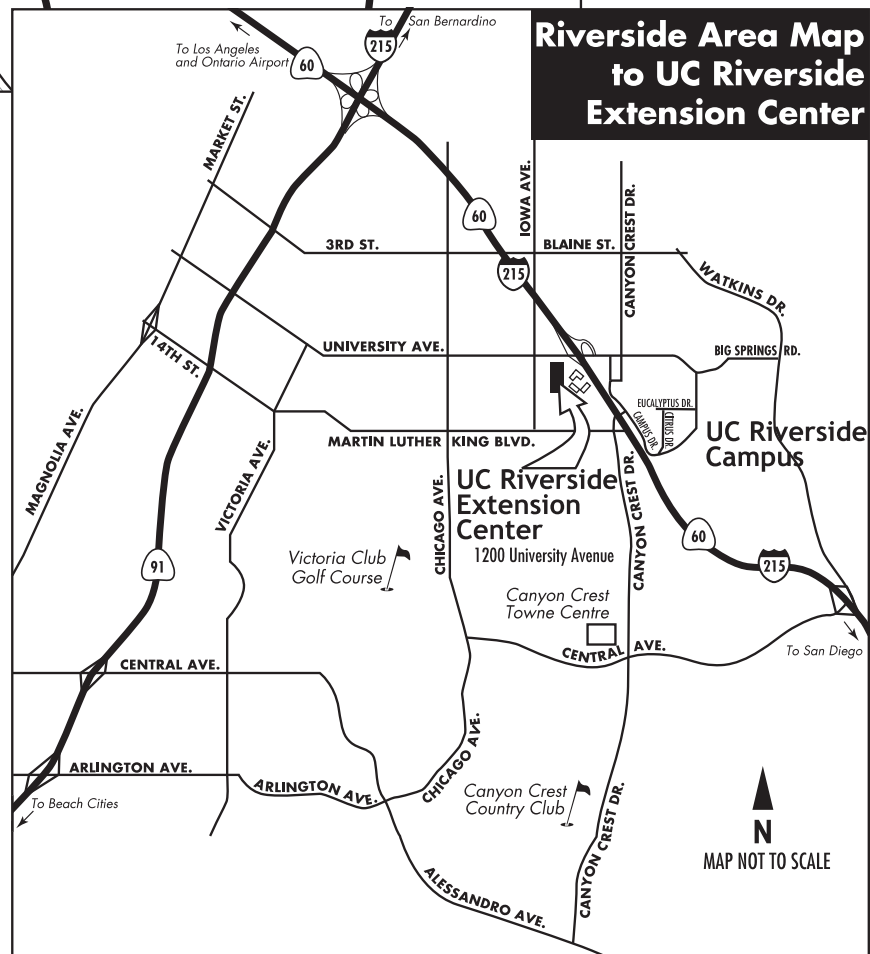 Riverside Area Map
to UC Riverside
Extension Center
To San Bernardino
To Los Angeles
and Ontario Airport
60
215
MARKET ST.
IOWA AVE.
CANYON CREST DR.
60
3RD ST.
BLAINE ST.
215
WATKINS DR.
14TH ST.
UNIVERSITY AVE.
BIG SPRINGS RD.
EUCALYPTUS DR.
CAMPUS DR.
CITRUS DR.
UC Riverside
Campus
MAGNOLIA AVE.
VICTORIA AVE.
MARTIN LUTHER KING BLVD.
CHICAGO AVE.
UC Riverside
Extension
Center
1200 University Avenue
CANYON CREST DR.
60
215
91
Victoria Club
Golf Course
Canyon Crest
Towne Centre
To San Diego
CENTRAL AVE.
CENTRAL AVE.
ARLINGTON AVE.
ARLINGTON AVE.
CHICAGO AVE.
Canyon Crest
Country Club
CANYON CREST DR.
To Beach Cities
ALESSANDRO AVE.
N
MAP NOT TO SCALE